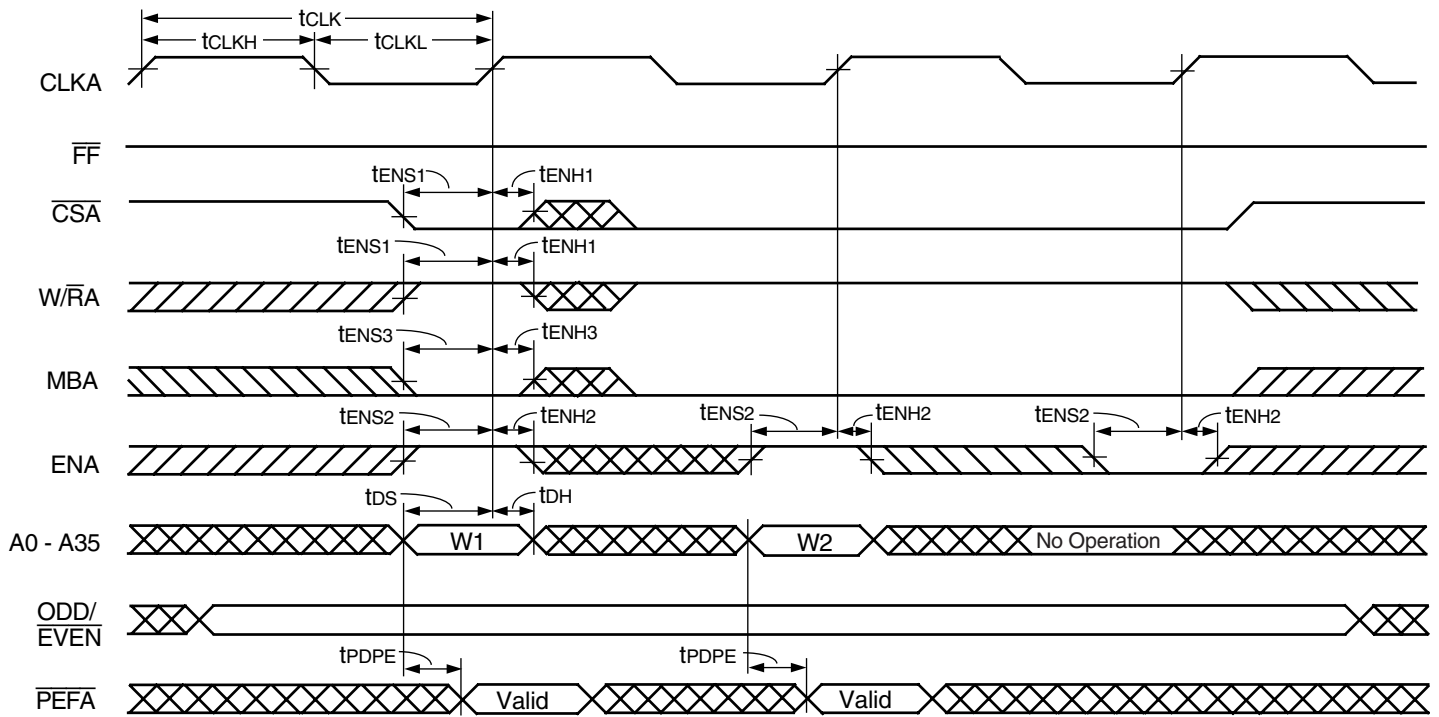 tCLK
tCLKH tCLKL
CLKA
FF
tENS1 tENH1
CSA
tENS1 tENH1
W/RA
tENS3 tENH3
MBA
tENS2 tENH2 tENS2 tENH2 tENS2 tENH2
ENA
tDS tDH
A0 - A35 W1 W2 No Operation
ODD/
EVEN
tPDPE tPDPE
PEFA Valid Valid